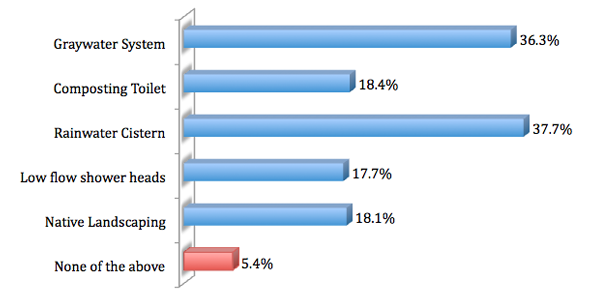 Graywater System 36.3%
Composting Toilet 18.4%
Rainwater Cistern 37.7%
Low flow shower heads 17.7%
Native Landscaping 18.1%
None of the above 5.4%